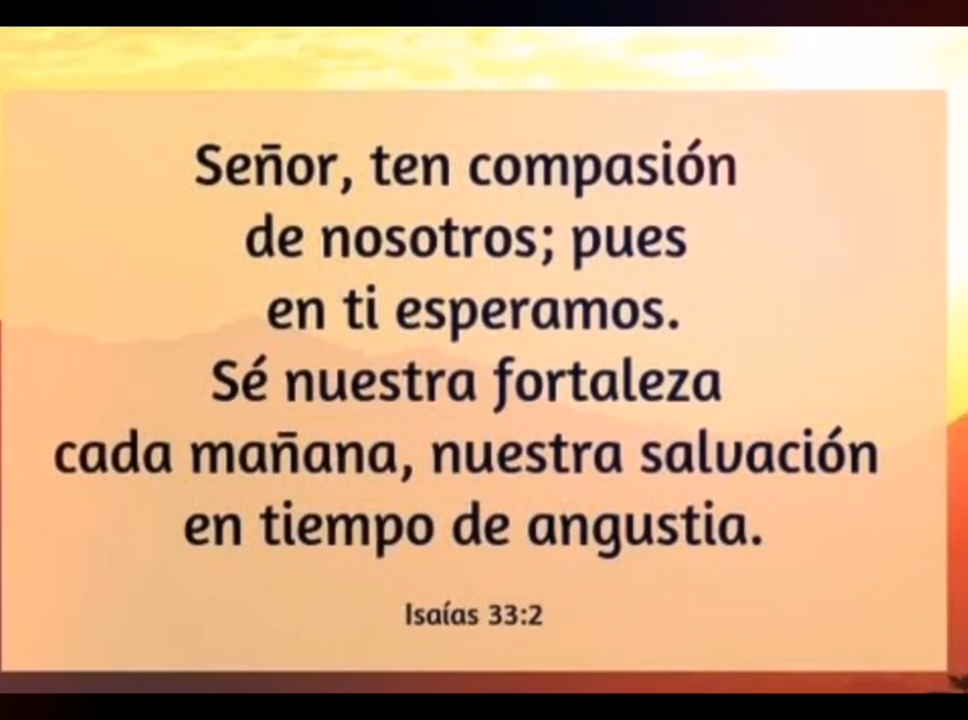 Señor, ten compasión
de nosotros; pues
en ti esperamos.
Sé nuestra fortaleza
cada mañana, nuestra salvación
en tiempo de angustia.
Isaías 33:2